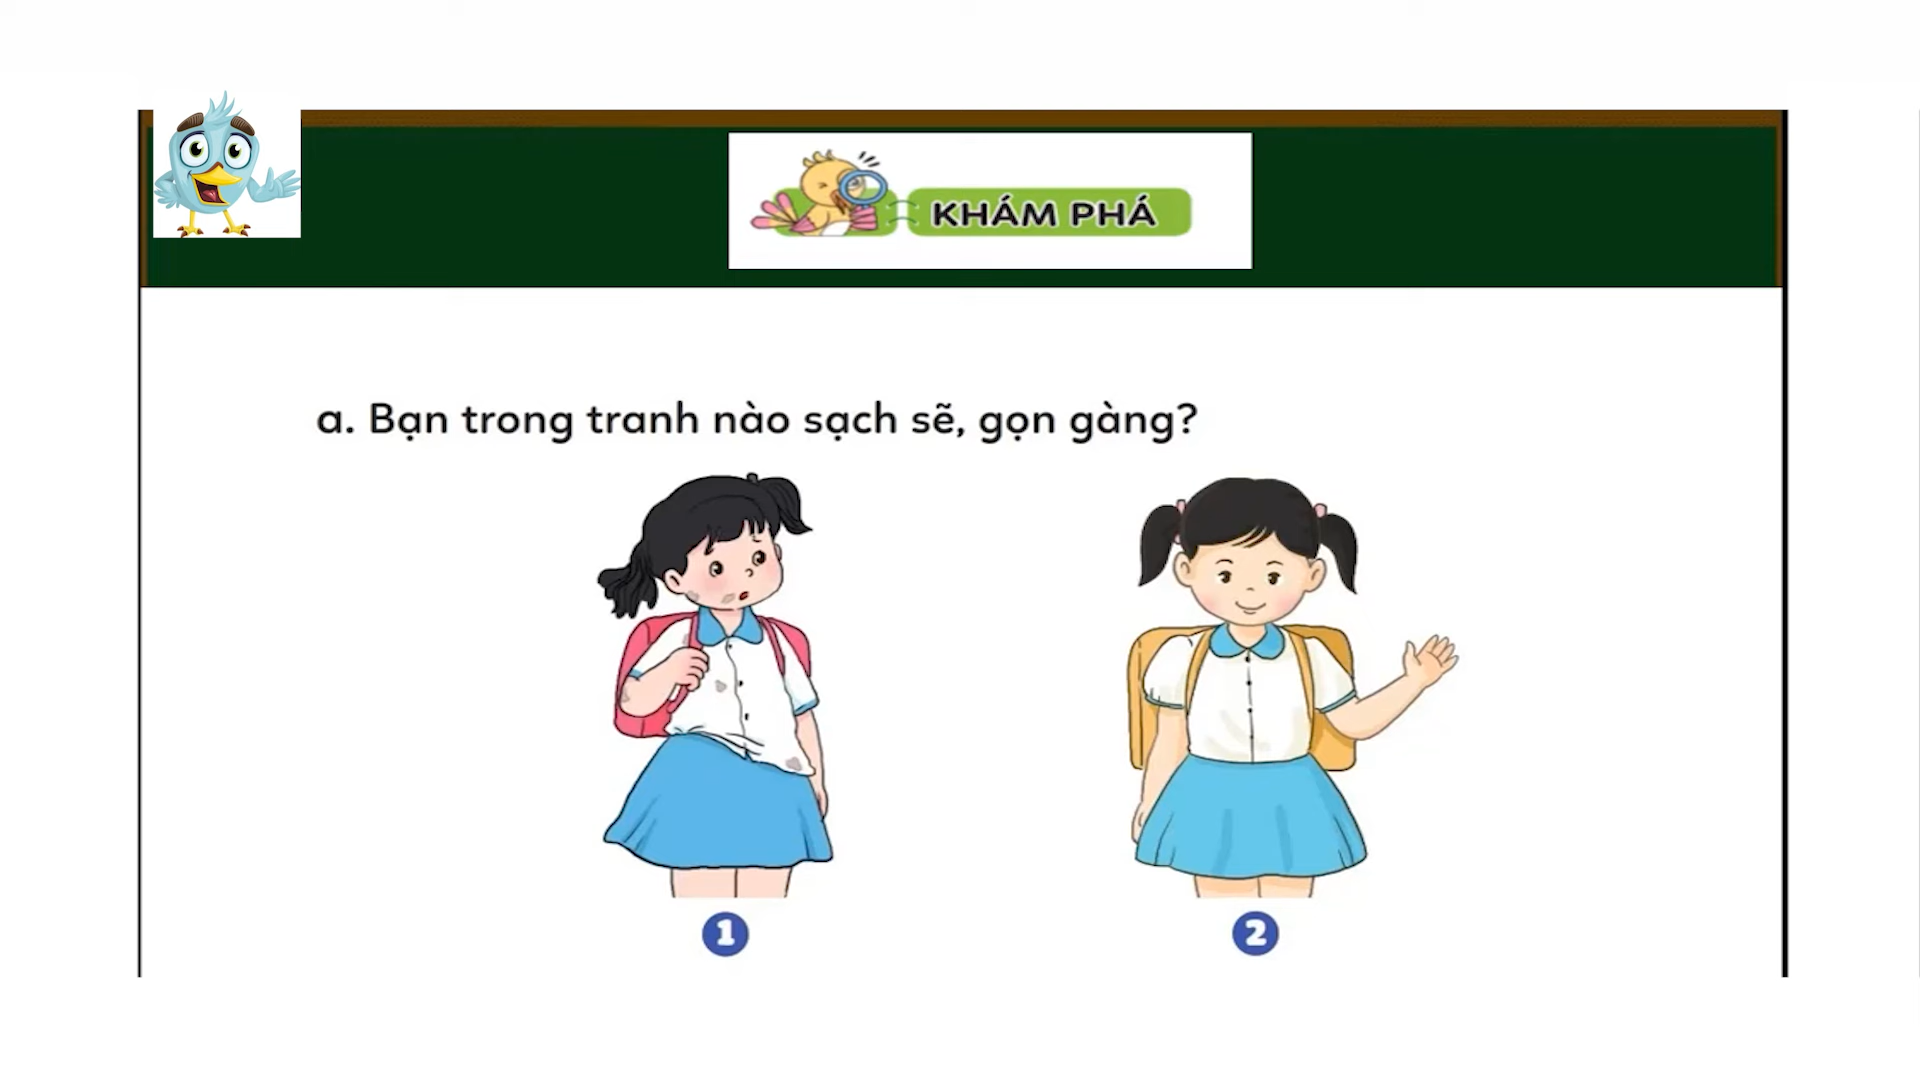 KHÁM PHÁ
a. Bạn trong tranh nào sạch sẽ, gọn gàng?
1
2